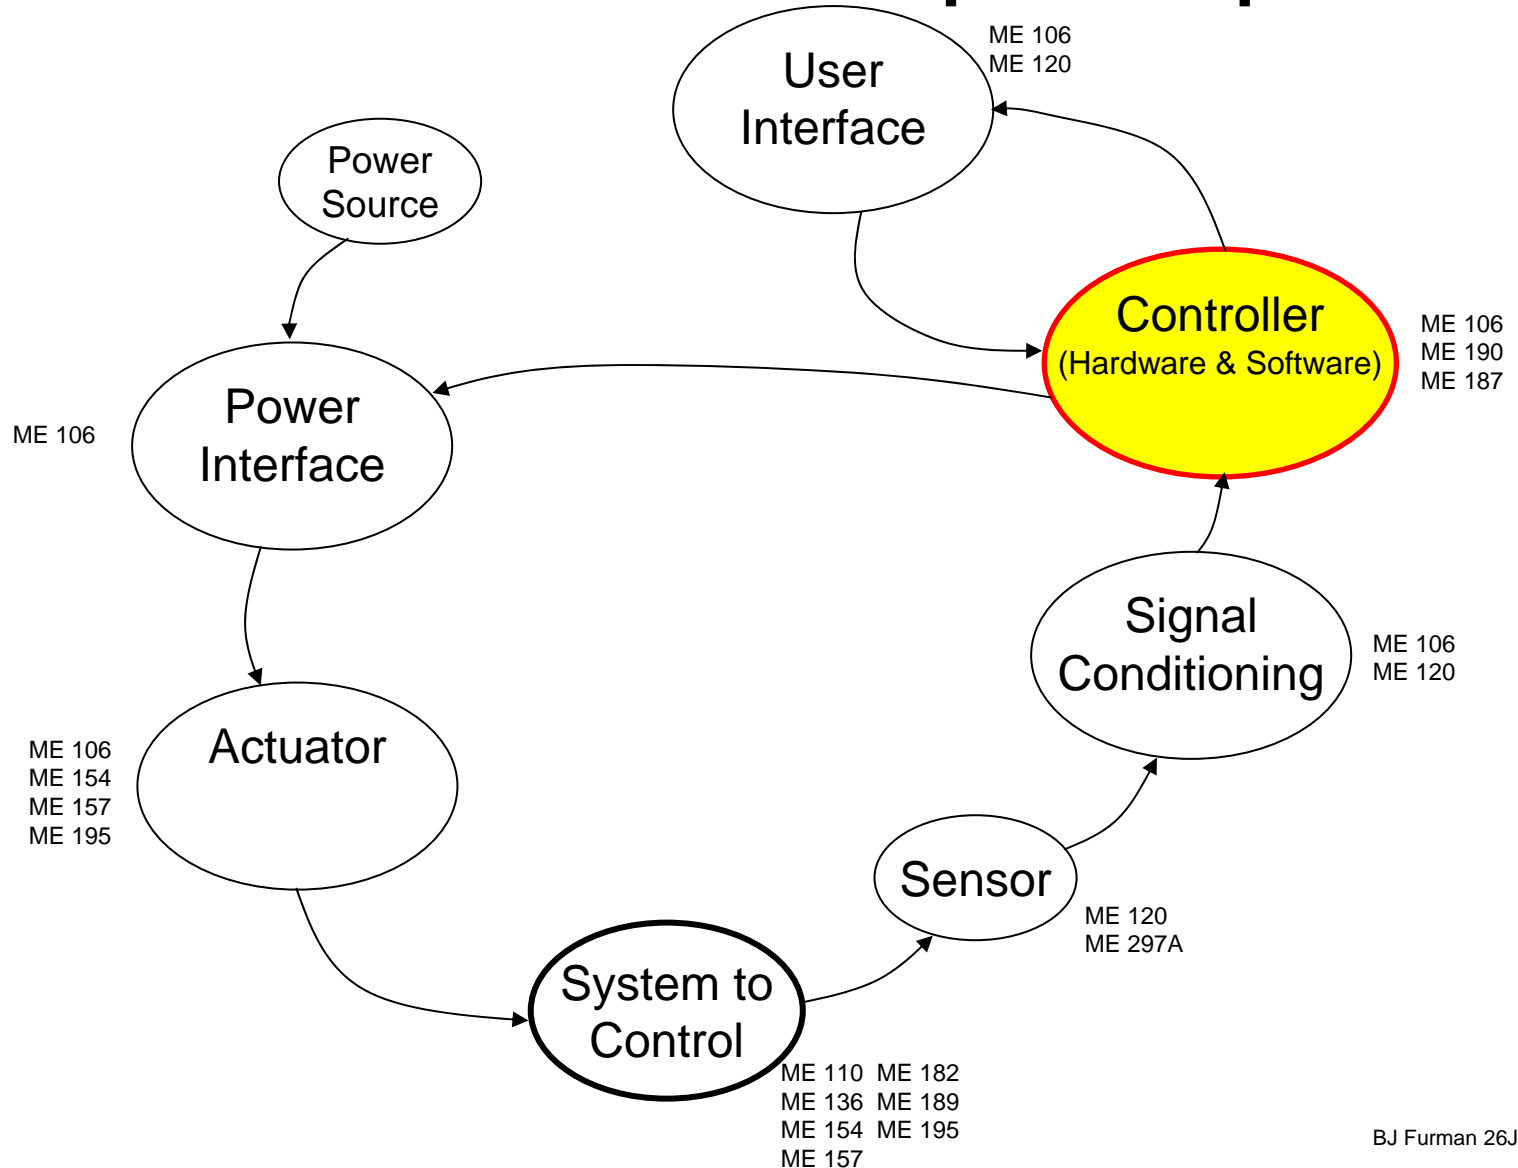 ME 106
ME 120
User
Interface
Power
Source
Controller
(Hardware & Software)
ME 106
ME 190
ME 187
Power
Interface
ME 106
Signal
Conditioning
ME 106
ME 120
Actuator
ME 106
ME 154
ME 157
ME 195
Sensor
ME 120
ME 297A
System to
Control
ME 110 ME 182
ME 136 ME 189
ME 154 ME 195
ME 157
BJ Furman 26J